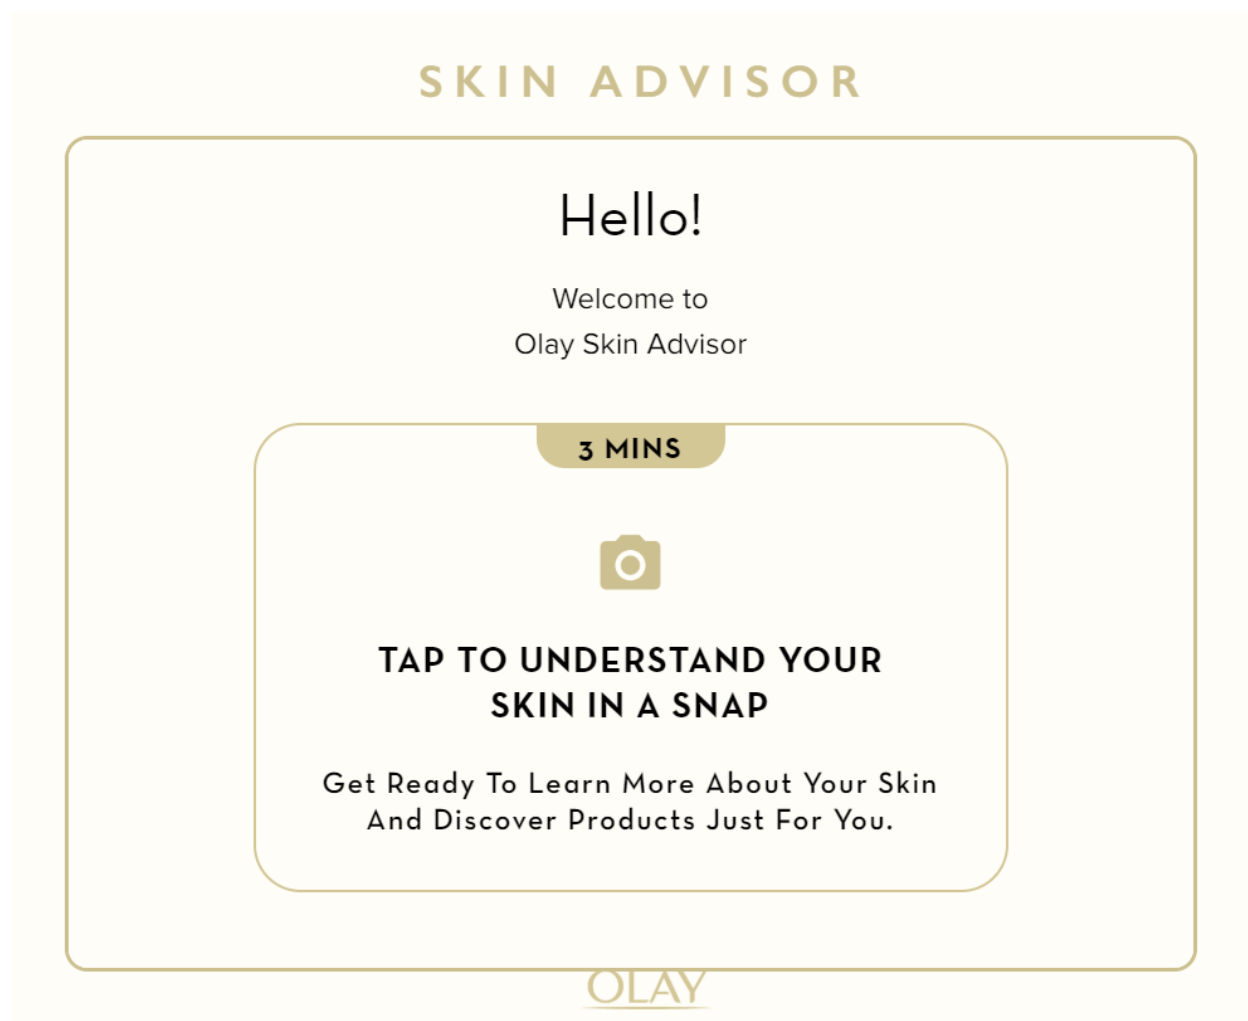 SKIN ADVISOR
Hello!
Welcome to
Olay Skin Advisor
3 MINS
TAP TO UNDERSTAND YOUR
SKIN IN A SNAP
Get Ready To Learn More About Your Skin
And Discover Products Just For You.
OLAY